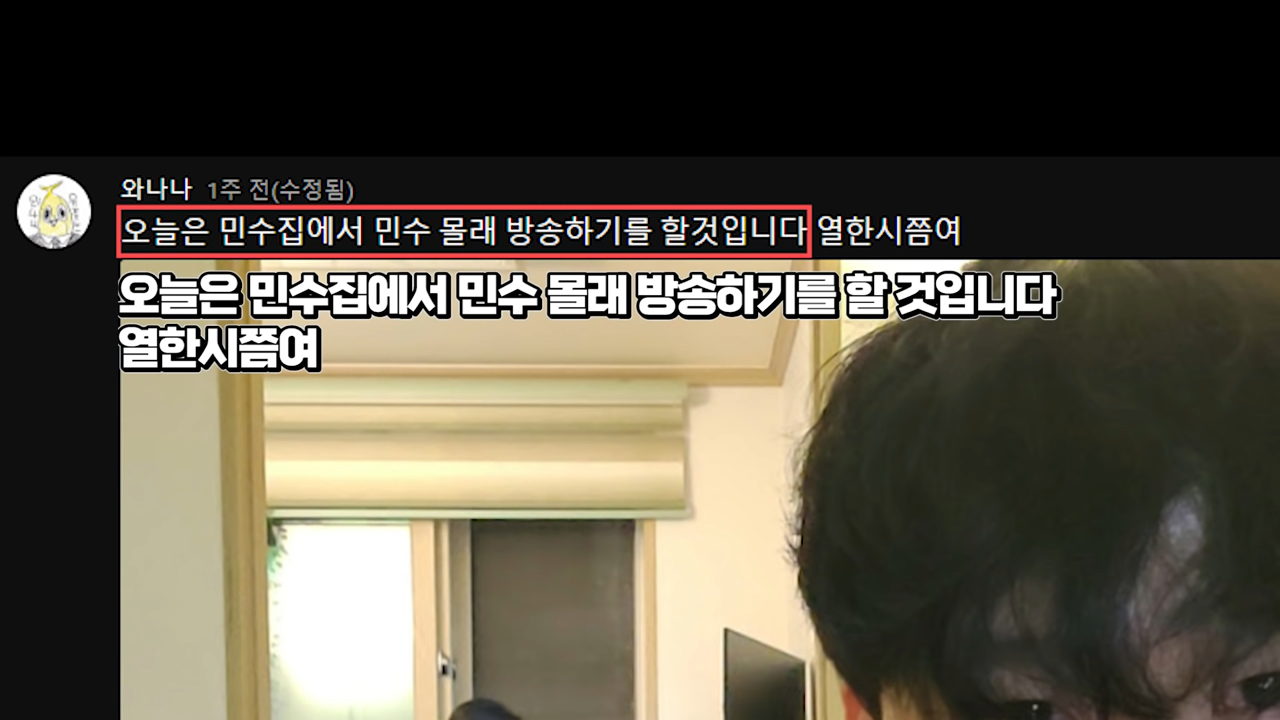 와나나 1주 전(수정됨)
오늘은 민수집에서 민수 몰래 방송하기를 할것입니다 열한시쯤여
오늘은 민수집에서 민수 몰래 방송하기를 할 것입니다
열한시쯤여